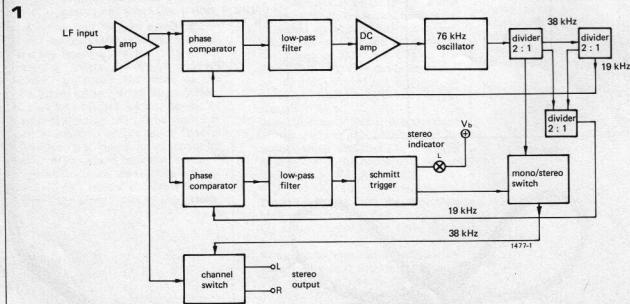 1
LF input
amp
phase
comparator
low-pass
filter
DC
amp
76 kHz
oscillator
divider
2 : 1
38 kHz
divider
2 : 1
19 kHz
divider
2 : 1
phase
comparator
low-pass
filter
schmitt
trigger
stereo
indicator
L
Vb
mono/stereo
switch
19 kHz
38 kHz
1477-1
channel
switch
L
R
stereo
output